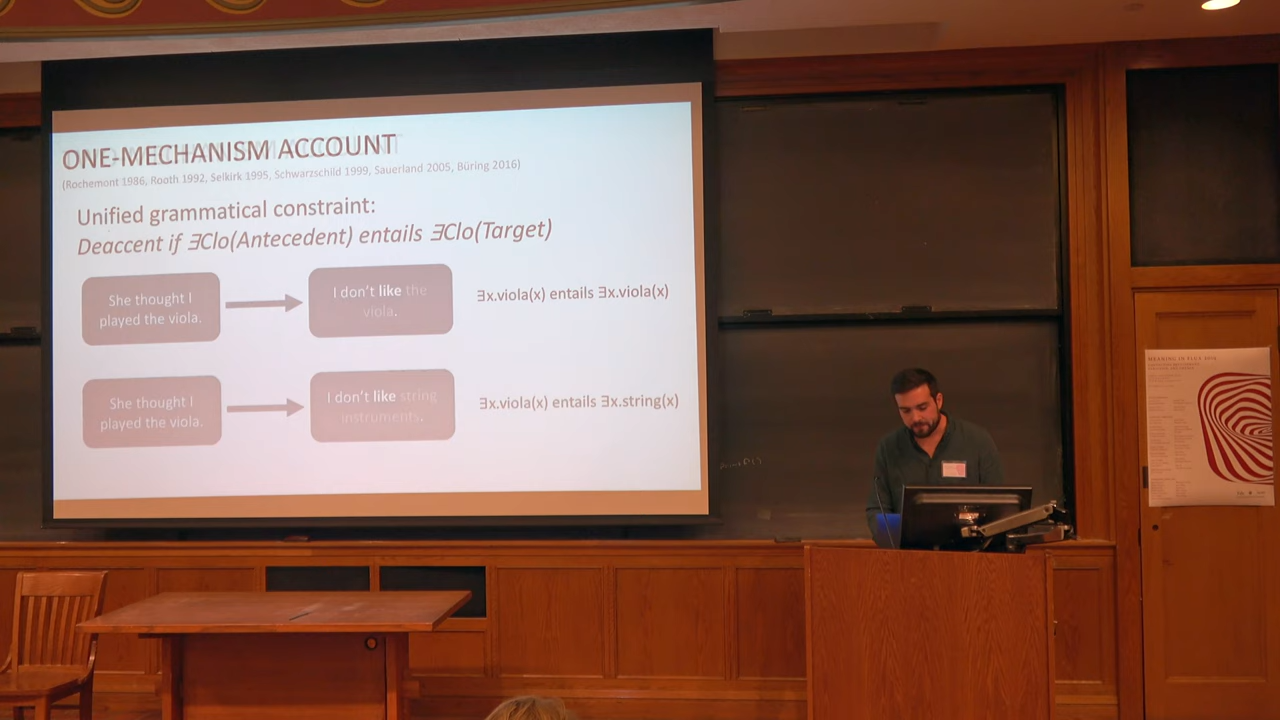 ONE-MECHANISM ACCOUNT
(Rochemont 1986, Rooth 1992, Selkirk 1995, Schwarzschild 1999, Sauerland 2005, Büring 2016)
Unified grammatical constraint:
Deaccent if ∃Clo(Antecedent) entails ∃Clo(Target)
She thought I
played the viola.
I don't like the
viola.
∃x.viola(x) entails ∃x.viola(x)
She thought I
played the viola.
I don't like string
instruments.
∃x.viola(x) entails ∃x.string(x)